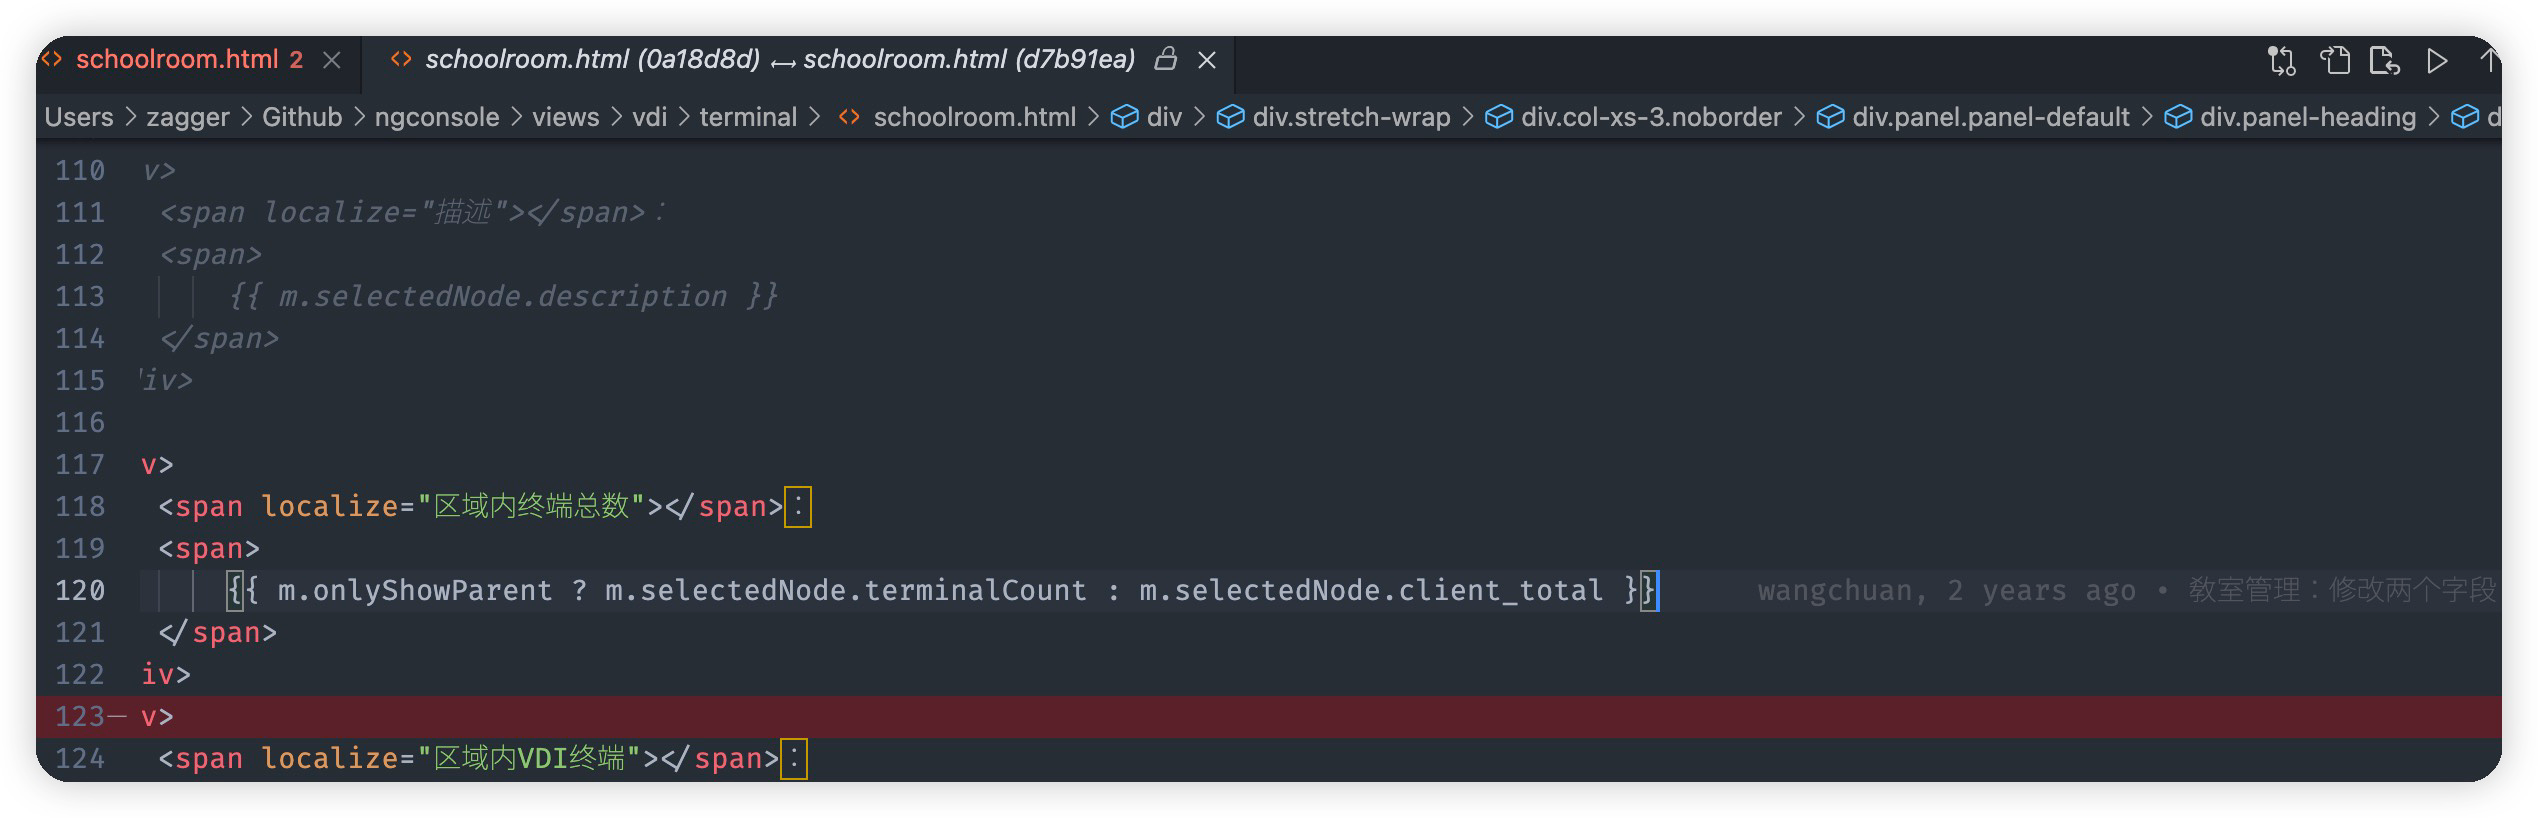 schoolroom.html 2 schoolroom.html (0a18d8d) ↔ schoolroom.html (d7b91ea)
Users > zagger > Github > ngconsole > views > vdi > terminal > schoolroom.html > div > div.stretch-wrap > div.col-xs-3.noborder > div.panel.panel-default > div.panel-heading > d
110 v>
111 <span localize="描述"></span>：
112 <span>
113 {{ m.selectedNode.description }}
114 </span>
115 iv>
116
117 v>
118 <span localize="区域内终端总数"></span>：
119 <span>
120 {{ m.onlyShowParent ? m.selectedNode.terminalCount : m.selectedNode.client_total }} wangchuan, 2 years ago • 教室管理：修改两个字段
121 </span>
122 iv>
123— v>
124 <span localize="区域内VDI终端"></span>：